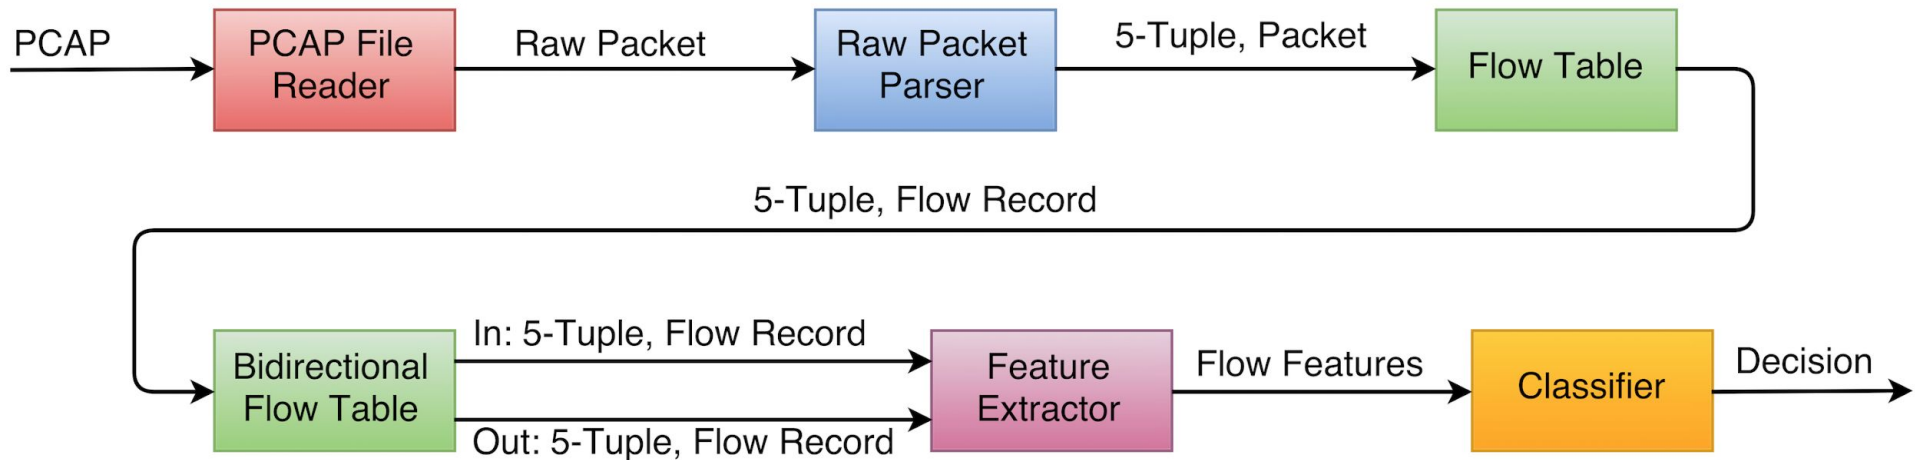 PCAP
PCAP File
Reader
Raw Packet
Raw Packet
Parser
5-Tuple, Packet
Flow Table
5-Tuple, Flow Record
Bidirectional
Flow Table
In: 5-Tuple, Flow Record
Out: 5-Tuple, Flow Record
Feature
Extractor
Flow Features
Classifier
Decision